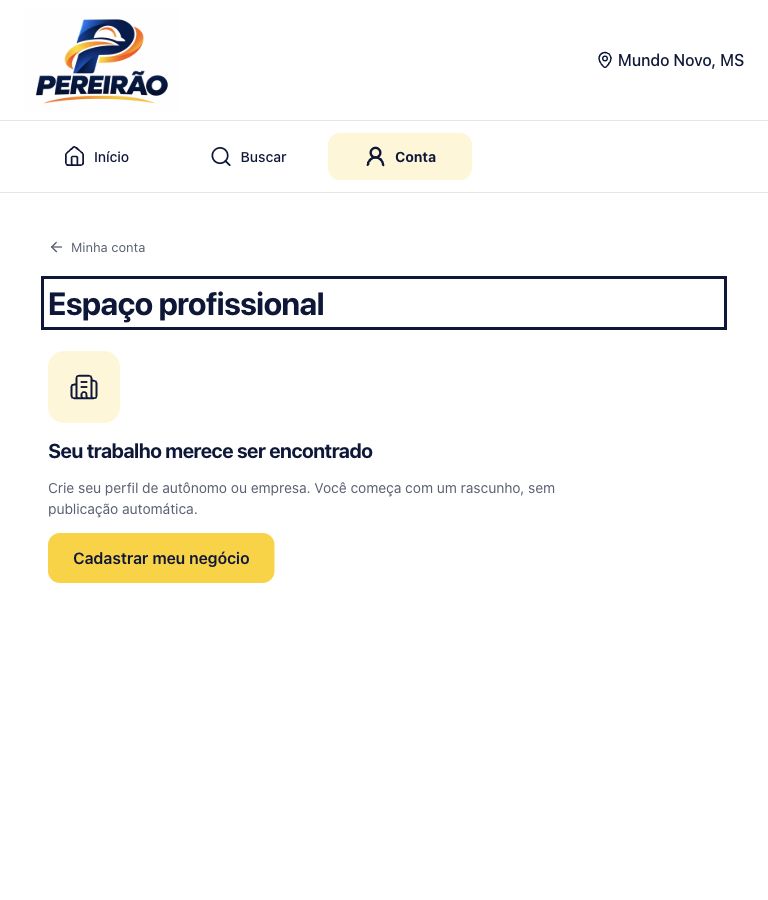 PEREIRÃO
Mundo Novo, MS
Início
Buscar
Conta
Minha conta
Espaço profissional
Seu trabalho merece ser encontrado
Crie seu perfil de autônomo ou empresa. Você começa com um rascunho, sem
publicação automática.
Cadastrar meu negócio